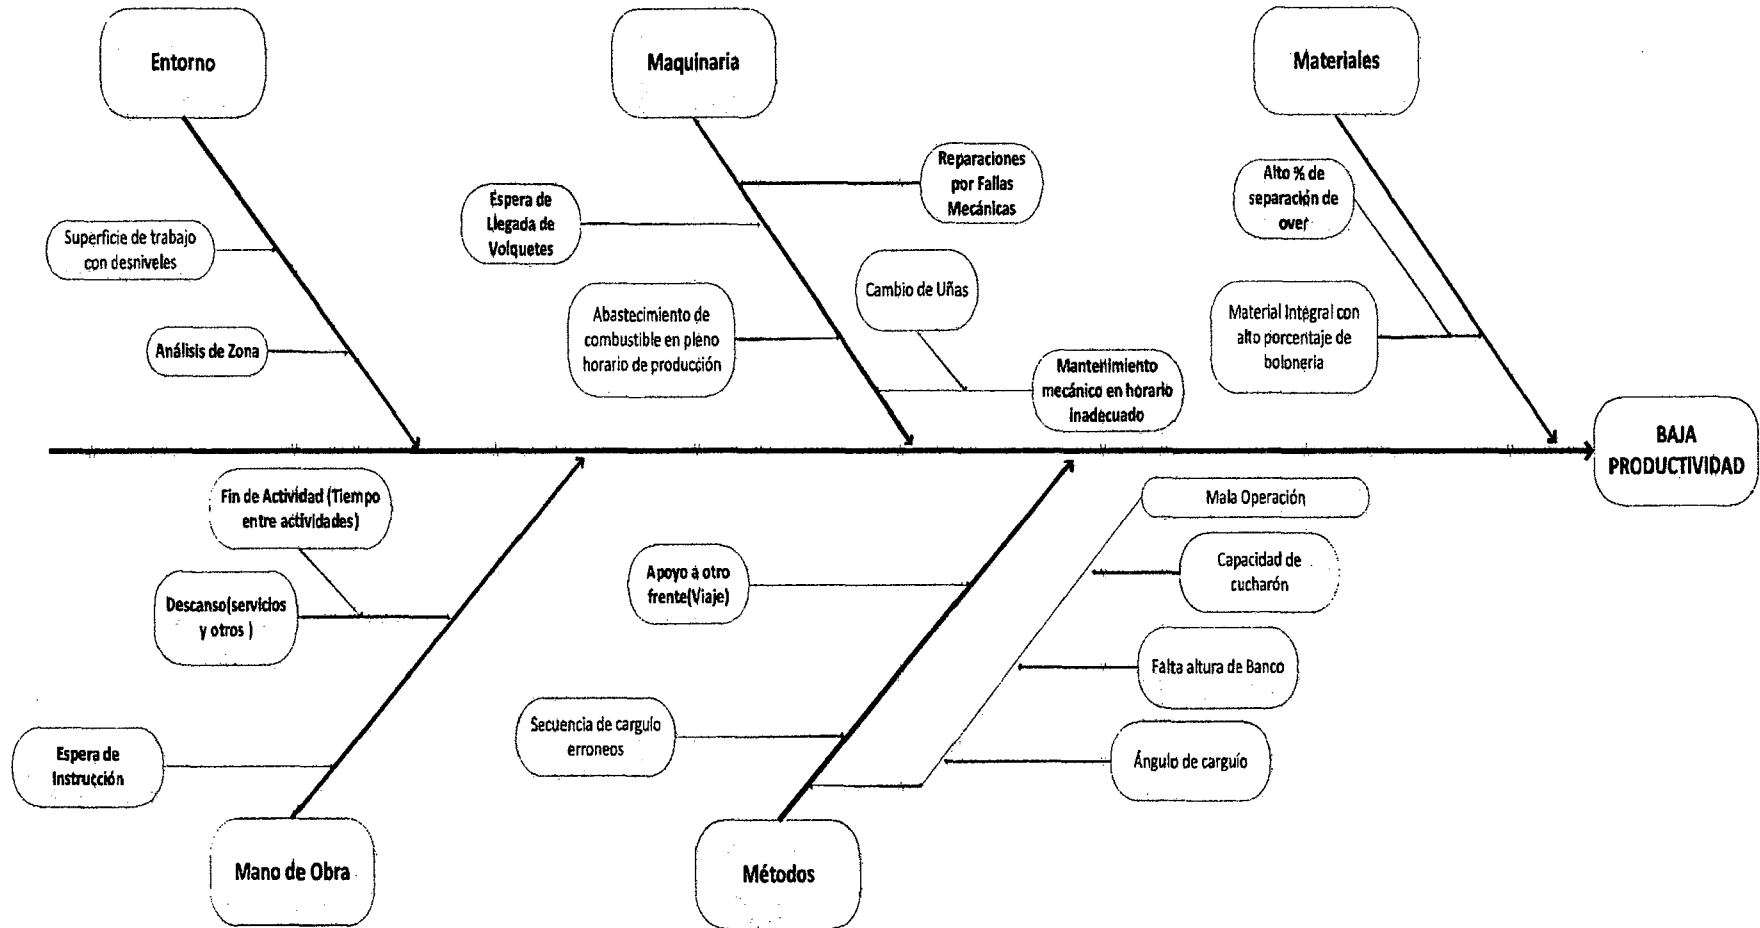 Entorno
Maquinaria
Materiales
Reparaciones
por Fallas
Mecánicas
Alto % de
separación de
over
Espera de
Llegada de
Volquetes
Superficie de trabajo
con desniveles
Cambio de Uñas
Abastecimiento de
combustible en pleno
horario de producción
Material Integral con
alto porcentaje de
boloneria
Análisis de Zona
Mantenimiento
mecánico en horario
inadecuado
BAJA
PRODUCTIVIDAD
Fin de Actividad (Tiempo
entre actividades)
Mala Operación
Capacidad de
cucharón
Apoyo a otro
frente(Viaje)
Descanso(servicios
y otros )
Falta altura de Banco
Secuencia de carguío
erroneos
Ángulo de carguío
Espera de
Instrucción
Mano de Obra
Métodos